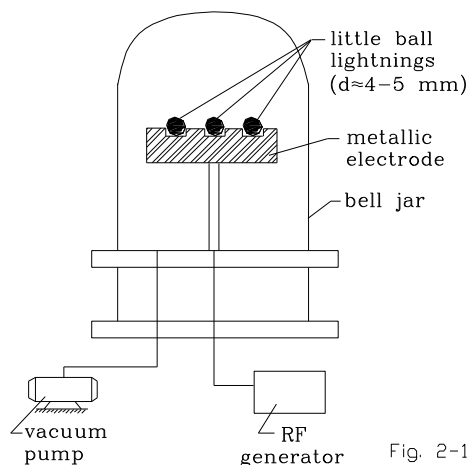 little ball
lightnings
(d≈4-5 mm)
metallic
electrode
bell jar
vacuum
pump
RF
generator
Fig. 2-1